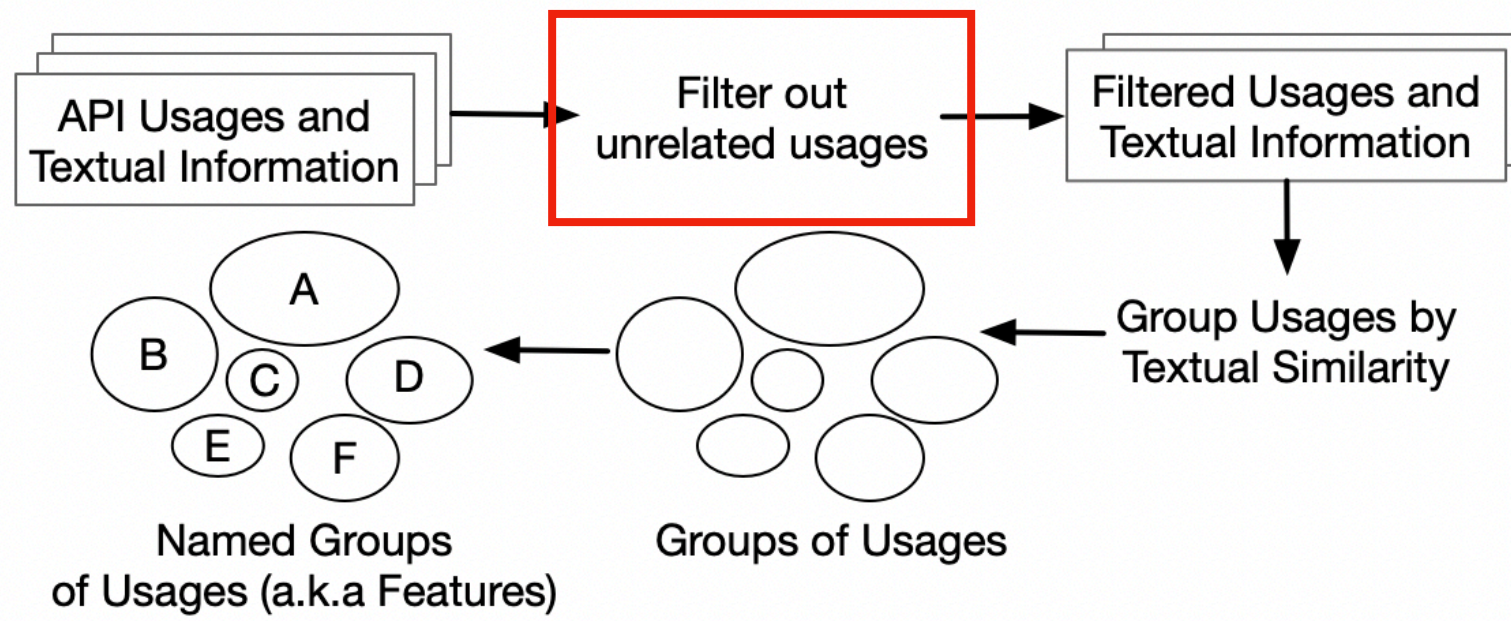 API Usages and
Textual Information
Filter out
unrelated usages
Filtered Usages and
Textual Information
Group Usages by
Textual Similarity
A
B
C
D
E
F
Named Groups
of Usages (a.k.a Features)
Groups of Usages